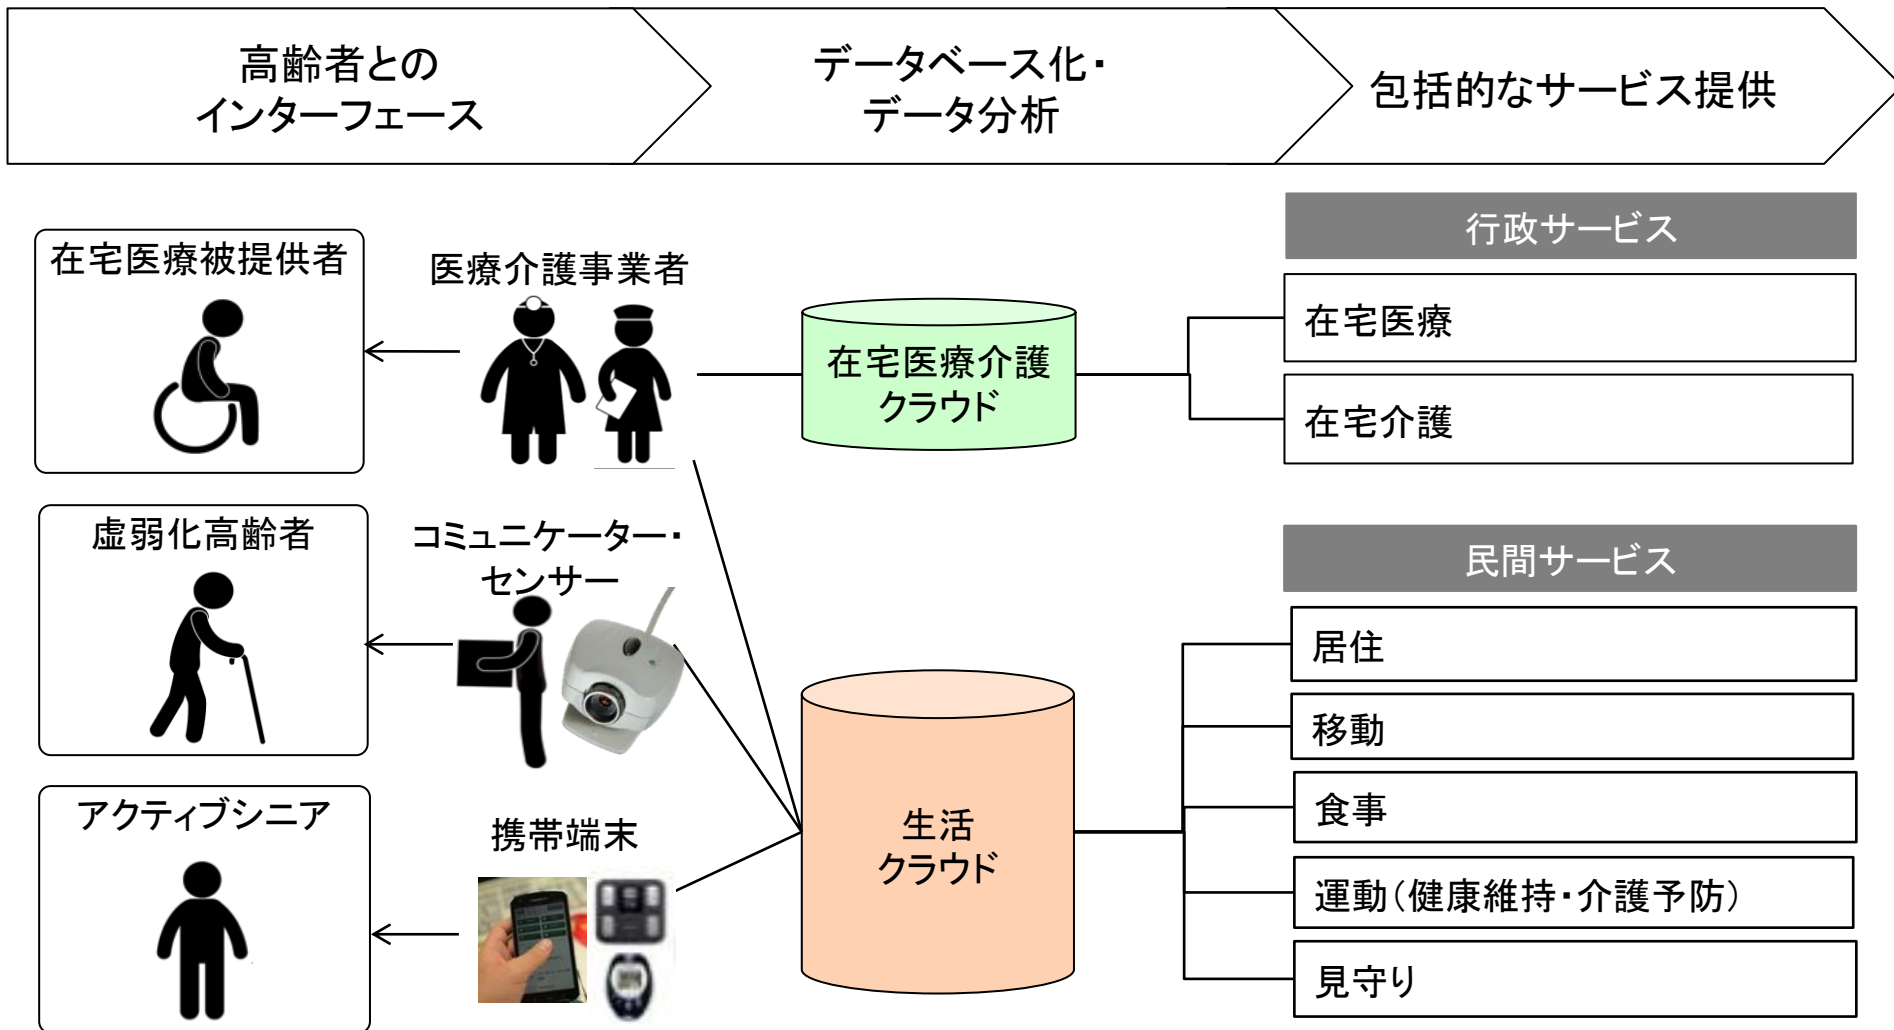 高齢者との
インターフェース
データベース化・
データ分析
包括的なサービス提供
在宅医療被提供者
医療介護事業者
在宅医療介護
クラウド
行政サービス
在宅医療
在宅介護
虚弱化高齢者
コミュニケーター・
センサー
民間サービス
居住
移動
食事
運動(健康維持・介護予防)
見守り
アクティブシニア
携帯端末
生活
クラウド